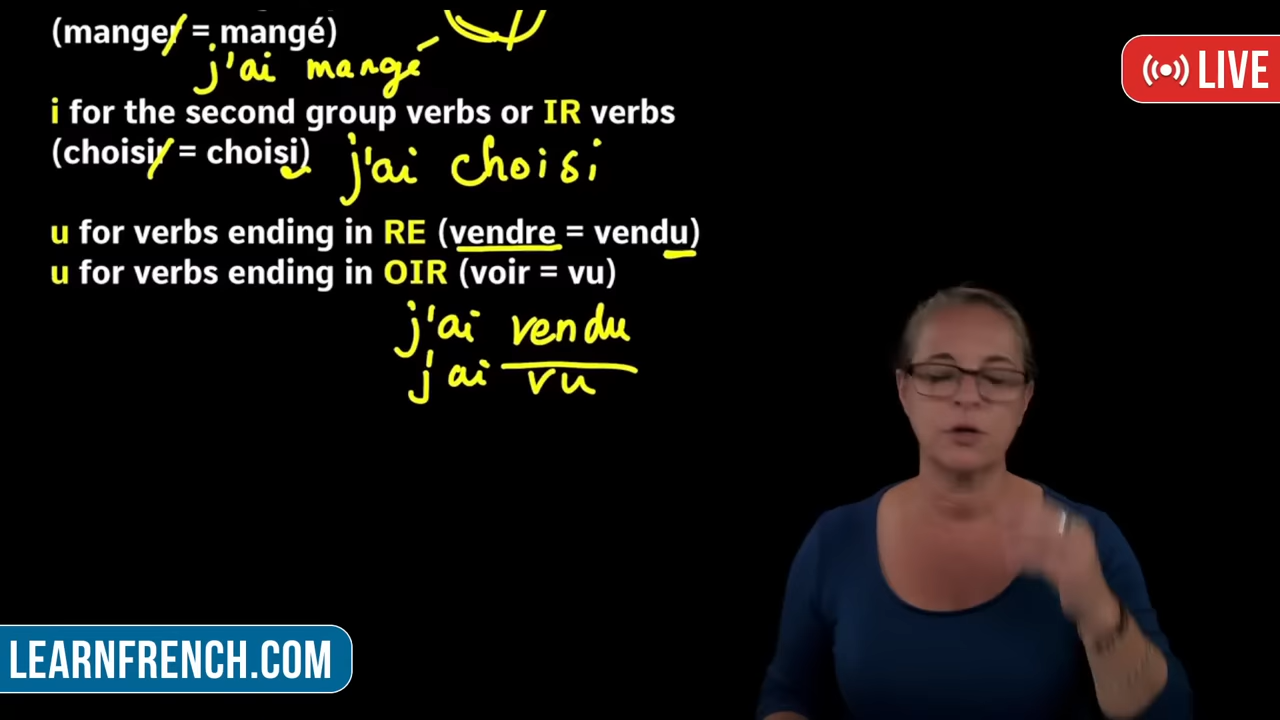 (manger = mangé)
j'ai mangé
i for the second group verbs or IR verbs
(choisir = choisi) j'ai choisi
u for verbs ending in RE (vendre = vendu)
u for verbs ending in OIR (voir = vu)
j'ai vendu
j'ai vu
LIVE
LEARNFRENCH.COM